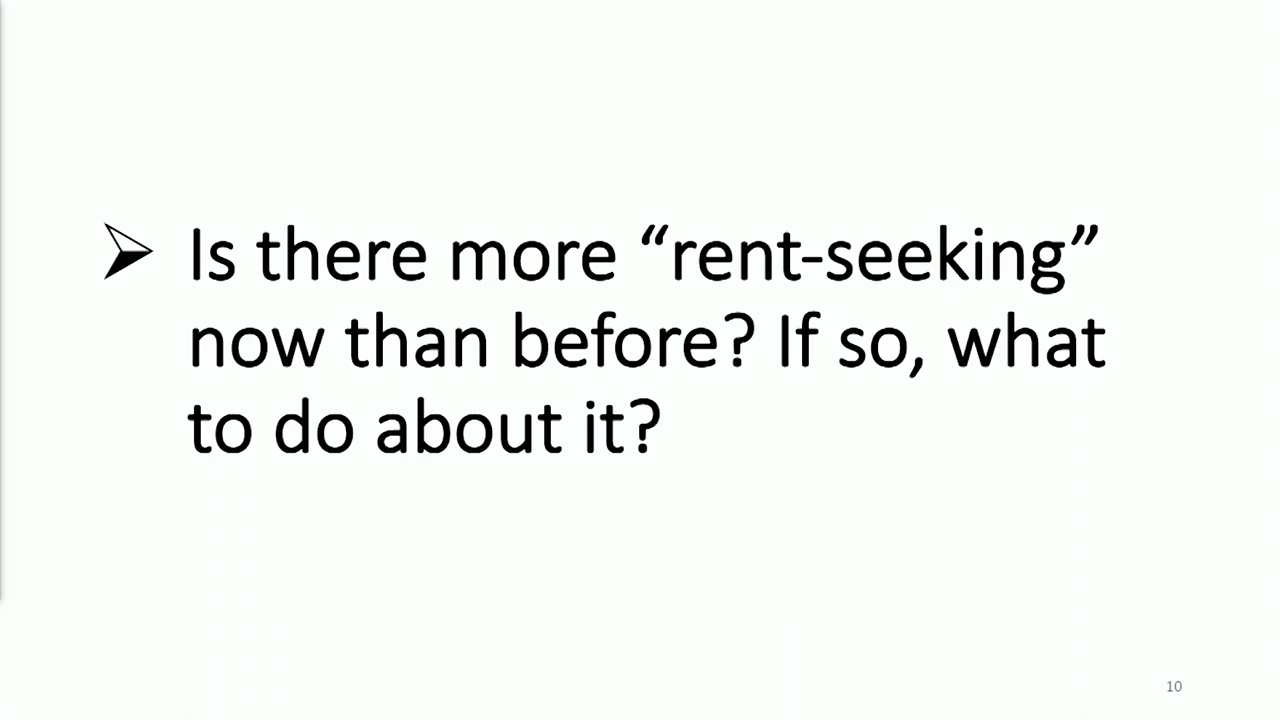 ➢ Is there more “rent-seeking”
now than before? If so, what
to do about it?
10